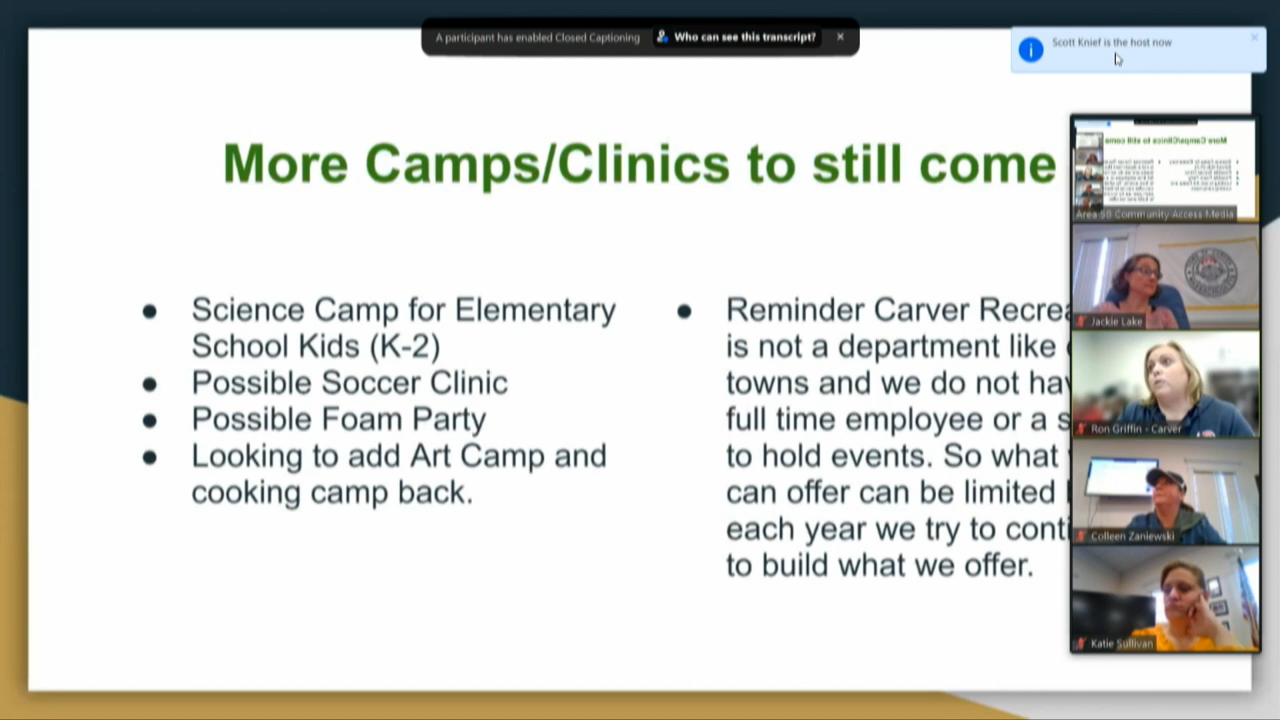 A participant has enabled Closed Captioning Who can see this transcript?
Scott Knief is the host now
More Camps/Clinics to still come
Science Camp for Elementary
School Kids (K-2)
Possible Soccer Clinic
Possible Foam Party
Looking to add Art Camp and
cooking camp back.
Reminder Carver Recrea
is not a department like
towns and we do not hav
full time employee or a s
to hold events. So what
can offer can be limited
each year we try to conti
to build what we offer.
Area 58 Community Access Media
Jackie Lake
Ron Griffin - Carver
Colleen Zaniewski
Katie Sullivan